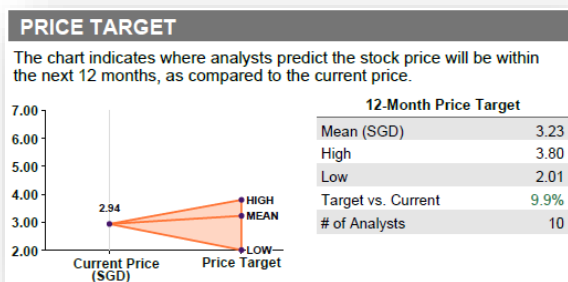 PRICE TARGET
The chart indicates where analysts predict the stock price will be within
the next 12 months, as compared to the current price.
7.00
6.00
5.00
4.00
3.00
2.00
2.94
HIGH
MEAN
LOW
Current Price
(SGD)
Price Target
12-Month Price Target
Mean (SGD) 3.23
High 3.80
Low 2.01
Target vs. Current 9.9%
# of Analysts 10